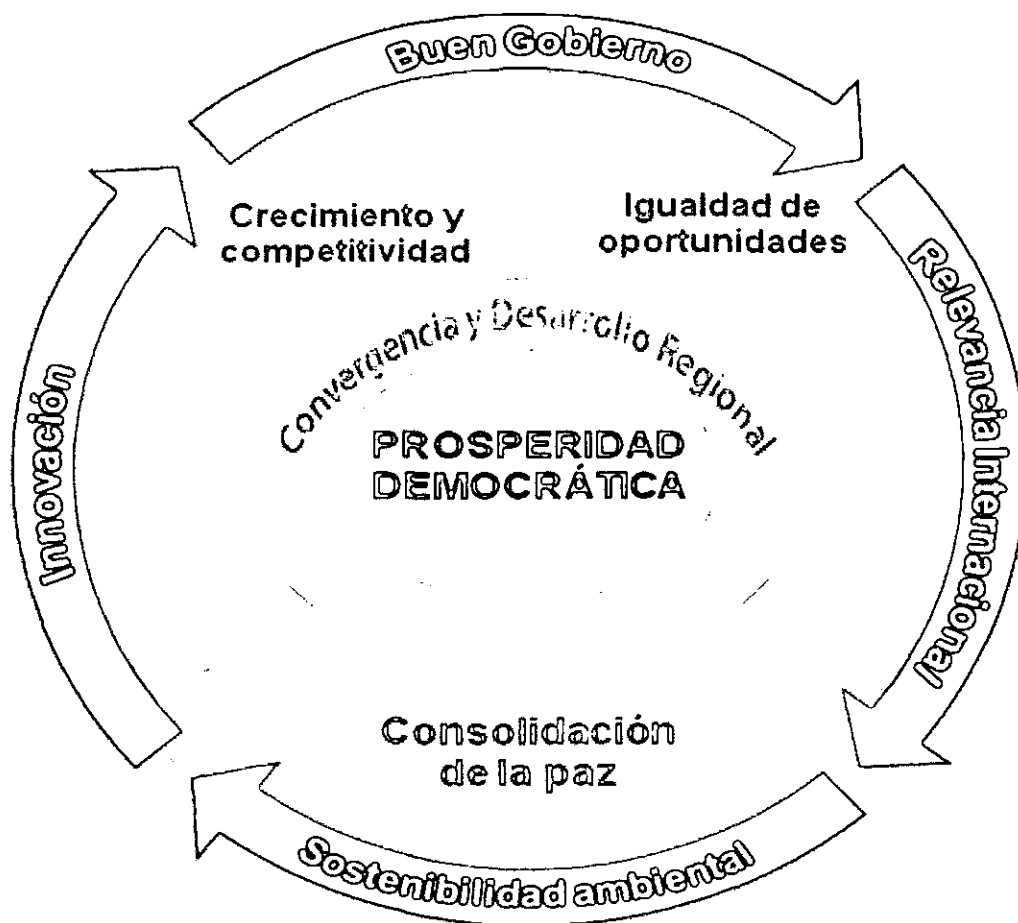 Buen Gobierno
Crecimiento y
competitividad
Igualdad de
oportunidades
Relevancia Internacional
Innovación
Convergencia y Desarrollo Regional
PROSPERIDAD
DEMOCRÁTICA
Consolidación
de la paz
Sostenibilidad ambiental